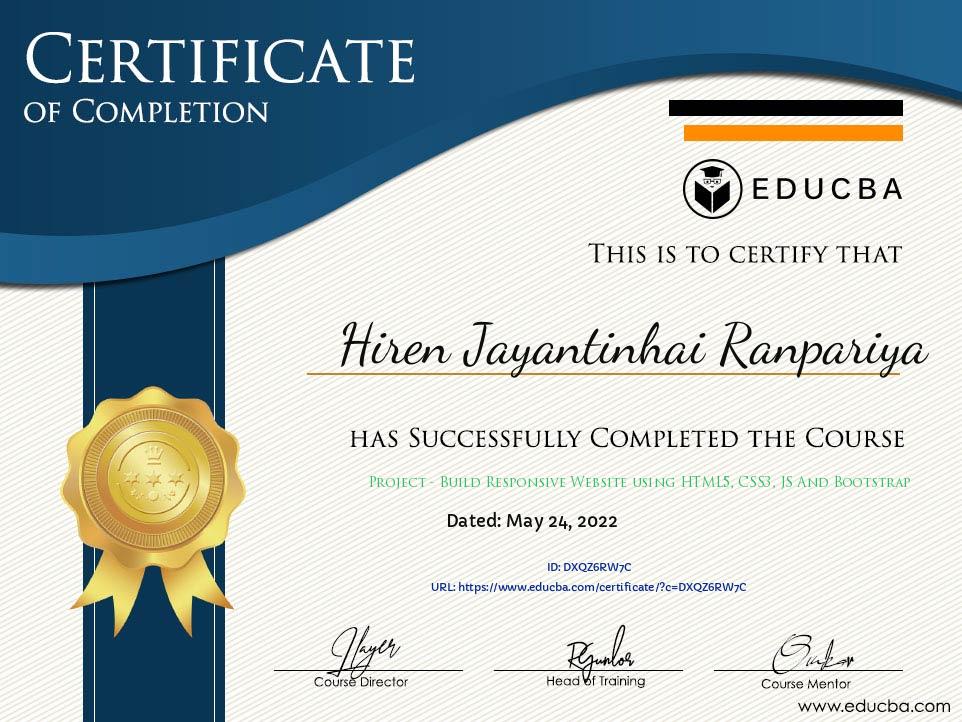 CERTIFICATE
OF COMPLETION
EDUCBA
THIS IS TO CERTIFY THAT
Hiren Jayantinhai Ranpariya
HAS SUCCESSFULLY COMPLETED THE COURSE
PROJECT - BUILD RESPONSIVE WEBSITE USING HTML5, CSS3, JS AND BOOTSTRAP
Dated: May 24, 2022
ID: DXQZ6RW7C
URL: https://www.educba.com/certificate/?c=DXQZ6RW7C
Course Director
Head of Training
Course Mentor
www.educba.com